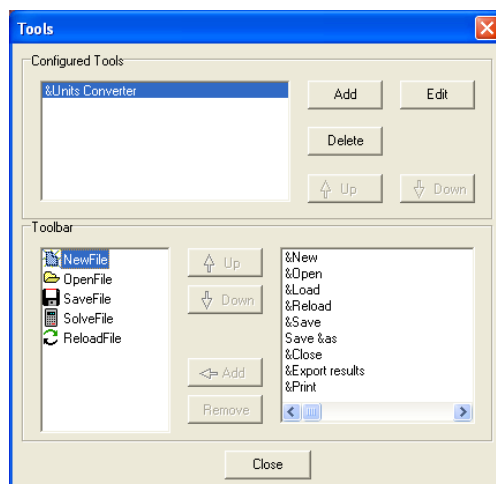 Tools
Configured Tools
&Units Converter
Add
Edit
Delete
Up
Down
Toolbar
NewFile
OpenFile
SaveFile
SolveFile
ReloadFile
Up
Down
Add
Remove
&New
&Open
&Load
&Reload
&Save
Save &as
&Close
&Export results
&Print
Close